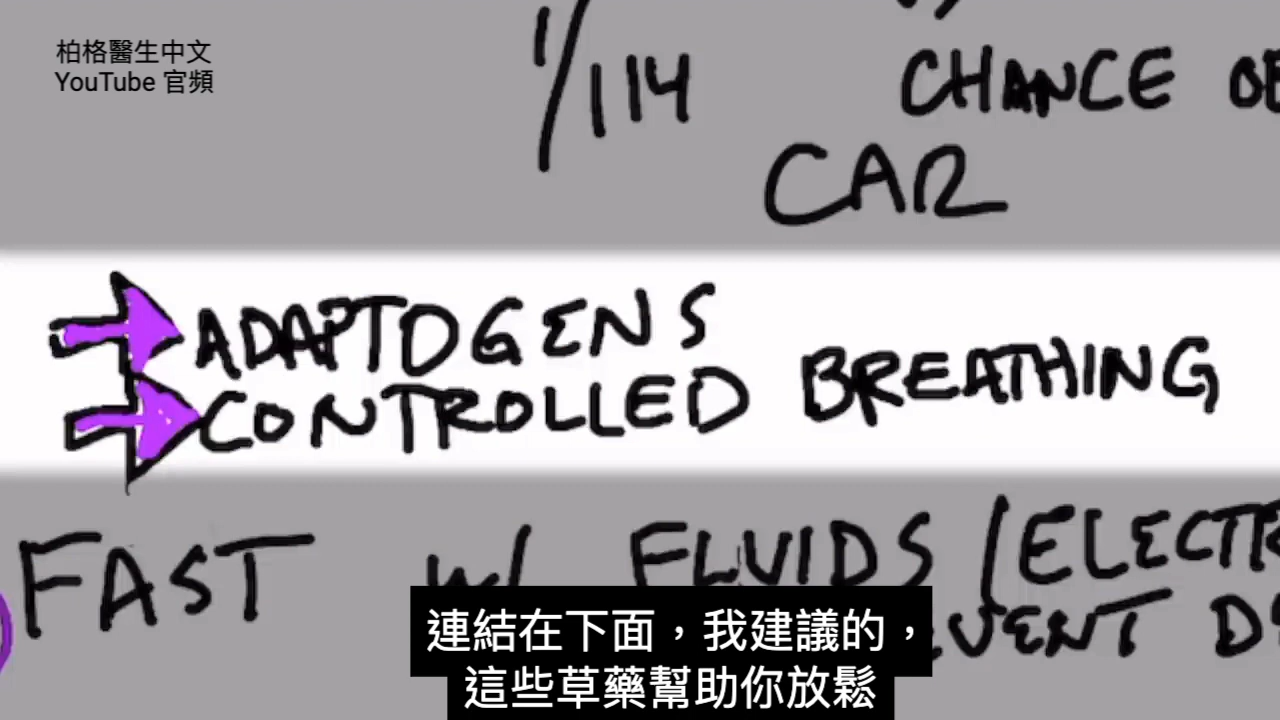 柏格醫生中文
YouTube 官頻
1/114
CHANCE
CAR
ADAPTOGENS
CONTROLLED BREATHING
FAST W/ FLUIDS /
連結在下面，我建議的，
這些草藥幫助你放鬆